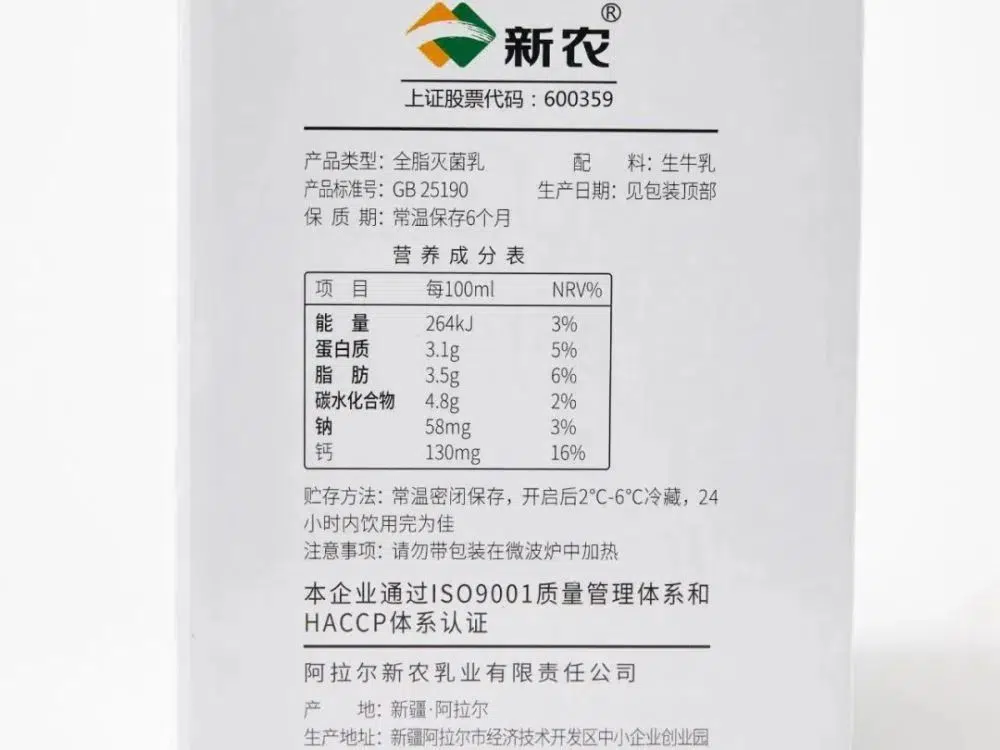 新农®
上证股票代码：600359
产品类型：全脂灭菌乳 配 料：生牛乳
产品标准号：GB 25190 生产日期：见包装顶部
保 质 期：常温保存6个月
营养成分表
项 目 每100ml NRV%
能 量 264kJ 3%
蛋白质 3.1g 5%
脂 肪 3.5g 6%
碳水化合物 4.8g 2%
钠 58mg 3%
钙 130mg 16%
贮存方法：常温密闭保存，开启后2℃-6℃冷藏，24
小时内饮用完为佳
注意事项：请勿带包装在微波炉中加热
本企业通过ISO9001质量管理体系和
HACCP体系认证
阿拉尔新农乳业有限责任公司
产 地：新疆·阿拉尔
生产地址：新疆阿拉尔市经济技术开发区中小企业创业园